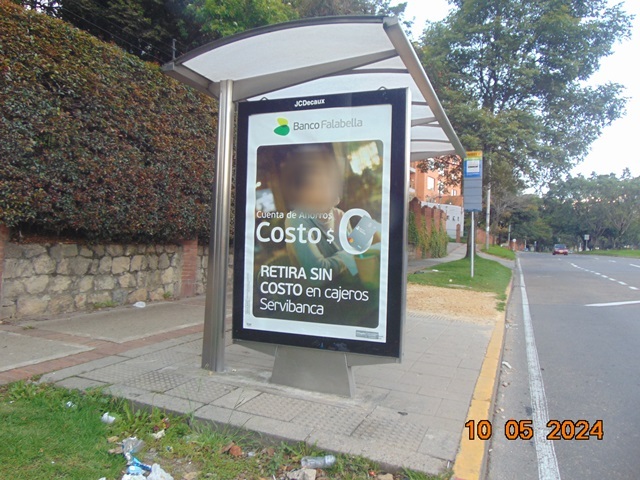 JCDecaux
Banco Falabella
Cuenta de Ahorros
Costo $0
RETIRA SIN
COSTO en cajeros
Servibanca
10 05 2024